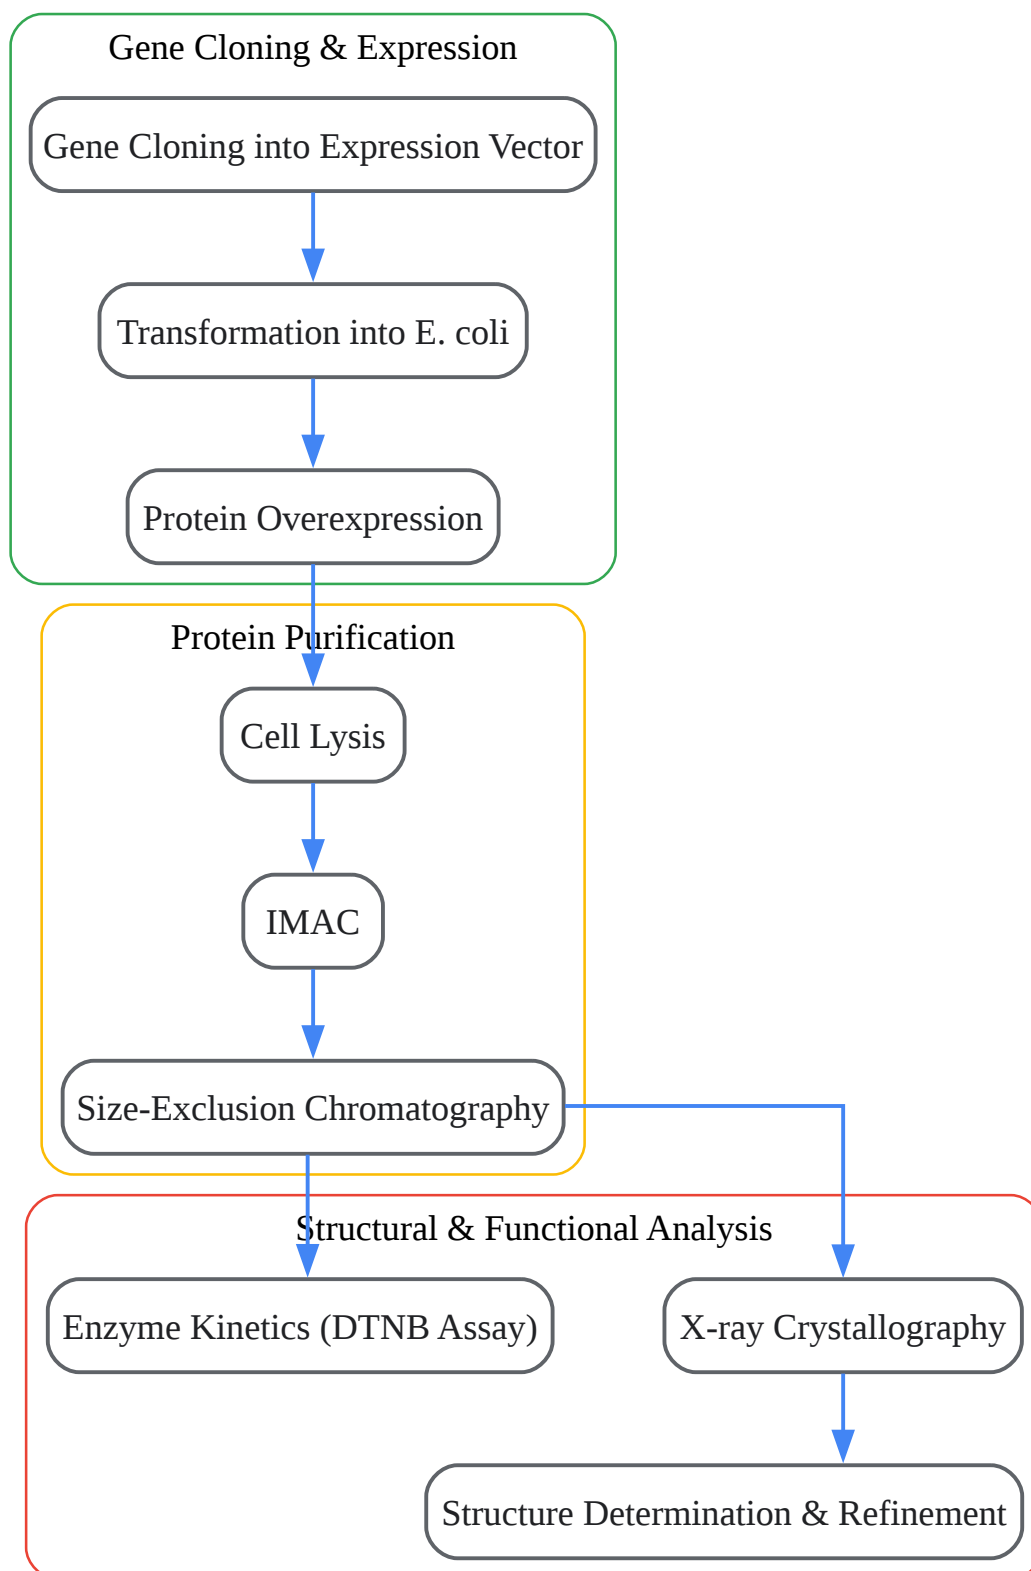 Gene Cloning & Expression
Gene Cloning into Expression Vector
Transformation into E. coli
Protein Overexpression
Protein Purification
Cell Lysis
IMAC
Size-Exclusion Chromatography
Structural & Functional Analysis
Enzyme Kinetics (DTNB Assay)
X-ray Crystallography
Structure Determination & Refinement